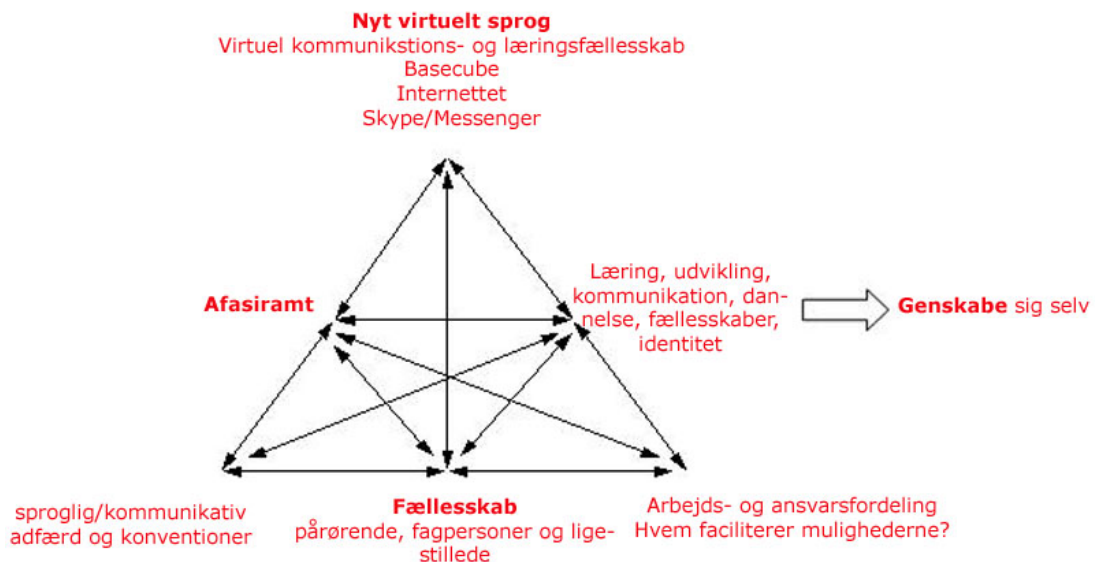 Nyt virtuelt sprog
Virtuel kommunikstions- og læringsfællesskab
Basecube
Internettet
Skype/Messenger
Afasiramt
Læring, udvikling,
kommunikation, dan-
nelse, fællesskaber,
identitet
Genskabe sig selv
sproglig/kommunikativ
adfærd og konventioner
Fællesskab
pårørende, fagpersoner og lige-
stillede
Arbejds- og ansvarsfordeling
Hvem faciliterer mulighederne?